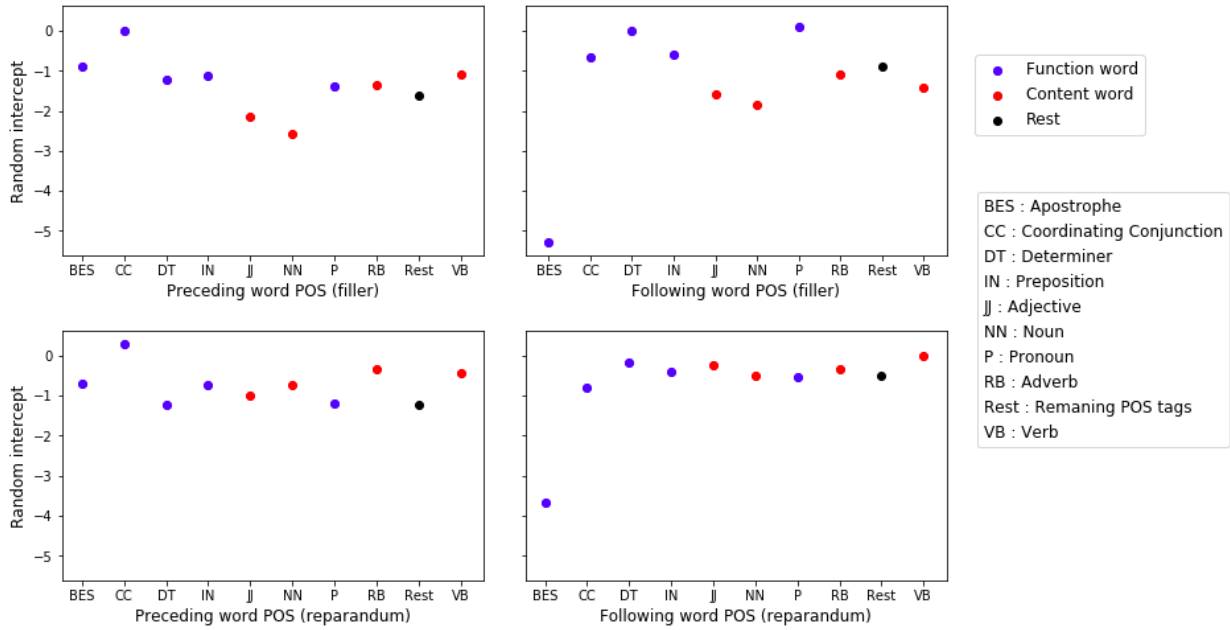 Random intercept
0
−1
−2
−3
−4
−5
BES CC DT IN JJ NN P RB Rest VB
Preceding word POS (filler)
BES CC DT IN JJ NN P RB Rest VB
Following word POS (filler)
Function word
Content word
Rest
BES : Apostrophe
CC : Coordinating Conjunction
DT : Determiner
IN : Preposition
JJ : Adjective
NN : Noun
P : Pronoun
RB : Adverb
Rest : Remaning POS tags
VB : Verb
Random intercept
0
−1
−2
−3
−4
−5
BES CC DT IN JJ NN P RB Rest VB
Preceding word POS (reparandum)
BES CC DT IN JJ NN P RB Rest VB
Following word POS (reparandum)